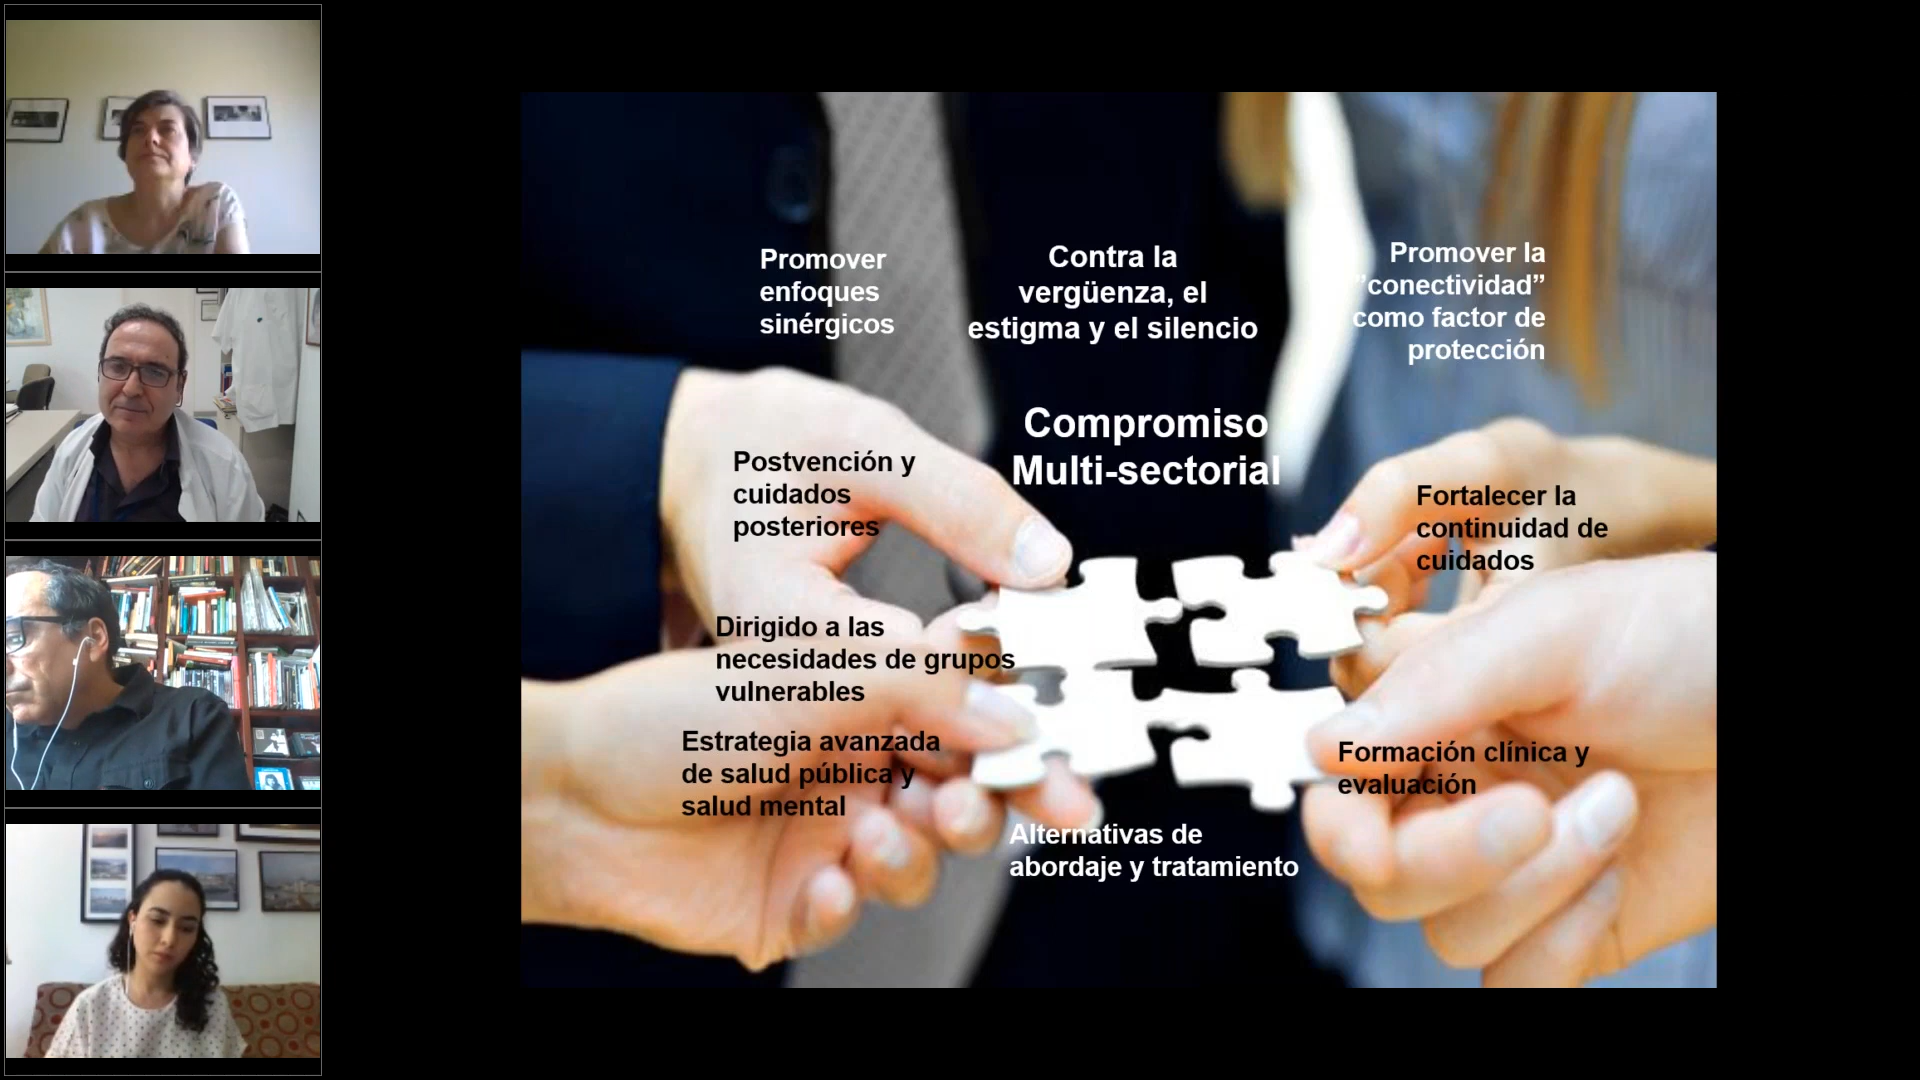 Promover
enfoques
sinérgicos
Contra la
vergüenza, el
estigma y el silencio
Promover la
”conectividad”
como factor de
protección
Compromiso
Multi-sectorial
Postvención y
cuidados
posteriores
Fortalecer la
continuidad de
cuidados
Dirigido a las
necesidades de grupos
vulnerables
Estrategia avanzada
de salud pública y
salud mental
Formación clínica y
evaluación
Alternativas de
abordaje y tratamiento